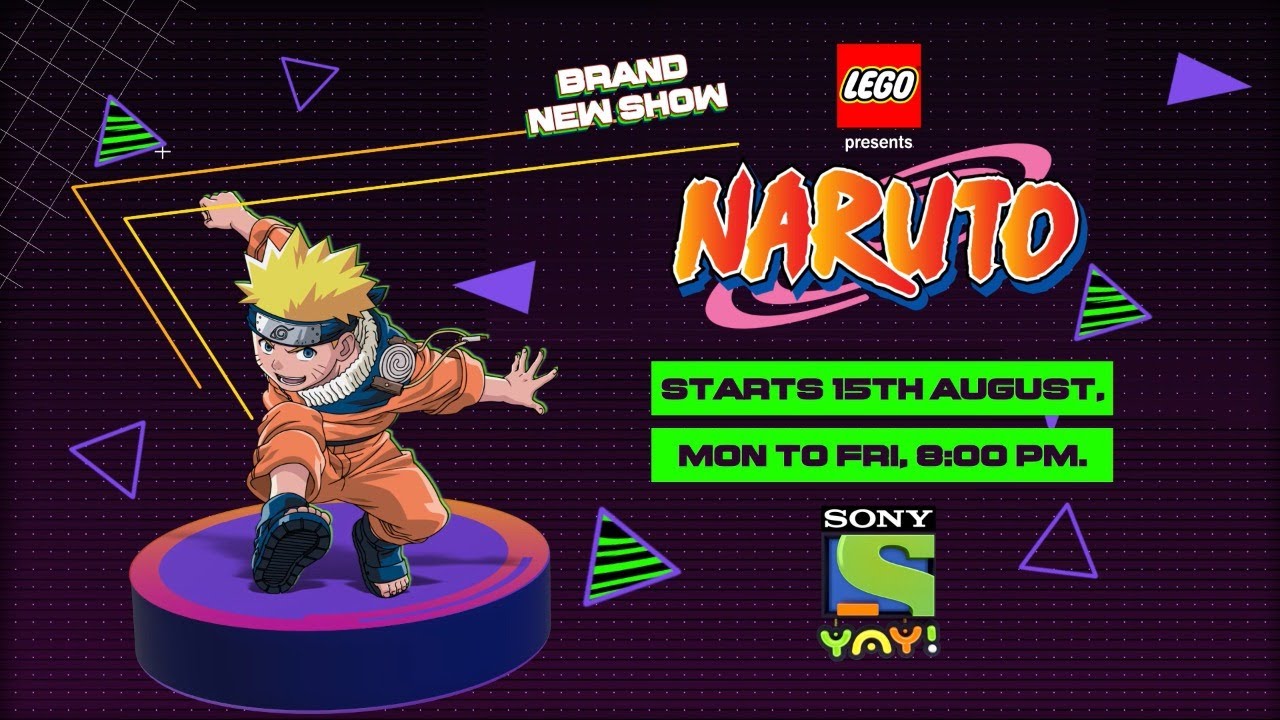 BRAND
NEW SHOW
LEGO
presents
NARUTO
STARTS 15TH AUGUST,
MON TO FRI, 8:00 PM.
SONY
S
YAY!